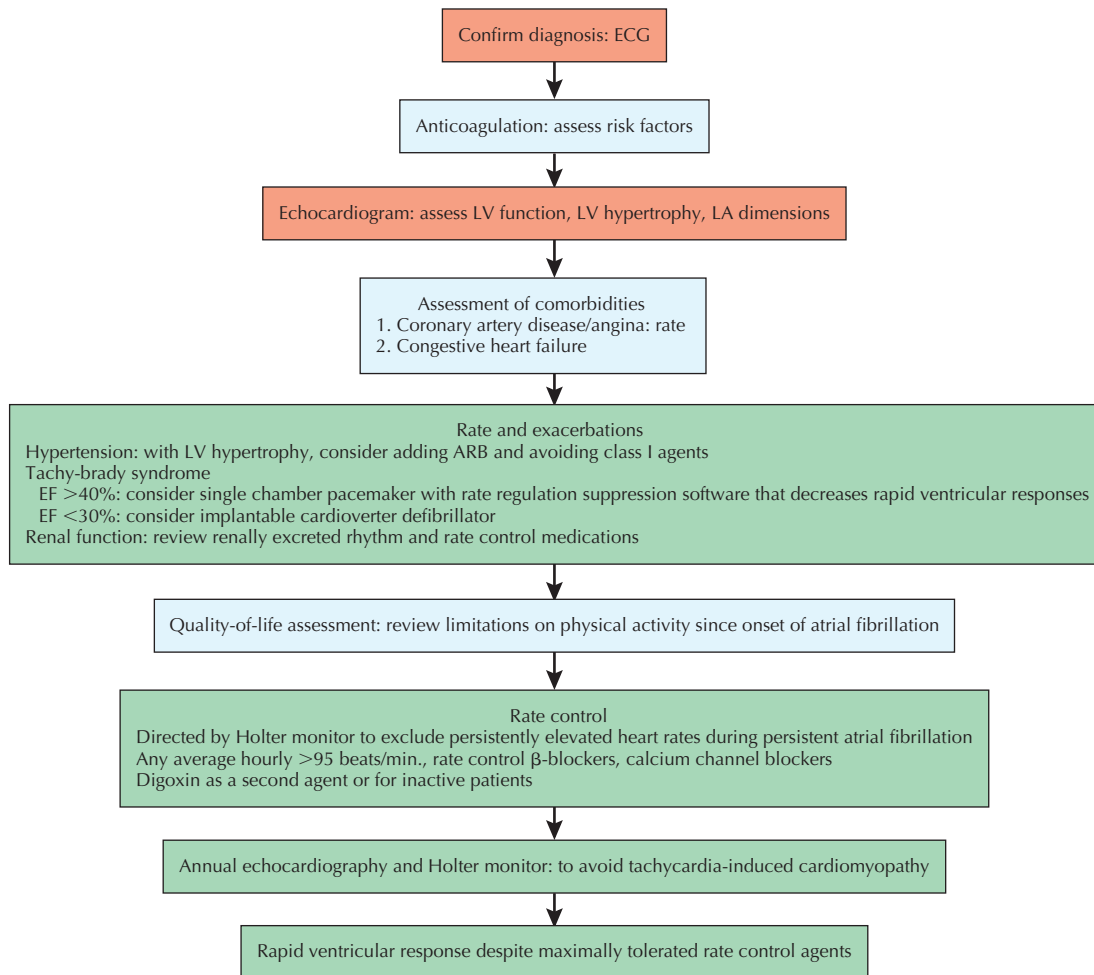 Confirm diagnosis: ECG
Anticoagulation: assess risk factors
Echocardiogram: assess LV function, LV hypertrophy, LA dimensions
Assessment of comorbidities
1. Coronary artery disease/angina: rate
2. Congestive heart failure
Rate and exacerbations
Hypertension: with LV hypertrophy, consider adding ARB and avoiding class I agents
Tachy-brady syndrome
EF >40%: consider single chamber pacemaker with rate regulation suppression software that decreases rapid ventricular responses
EF <30%: consider implantable cardioverter defibrillator
Renal function: review renally excreted rhythm and rate control medications
Quality-of-life assessment: review limitations on physical activity since onset of atrial fibrillation
Rate control
Directed by Holter monitor to exclude persistently elevated heart rates during persistent atrial fibrillation
Any average hourly >95 beats/min., rate control β-blockers, calcium channel blockers
Digoxin as a second agent or for inactive patients
Annual echocardiography and Holter monitor: to avoid tachycardia-induced cardiomyopathy
Rapid ventricular response despite maximally tolerated rate control agents